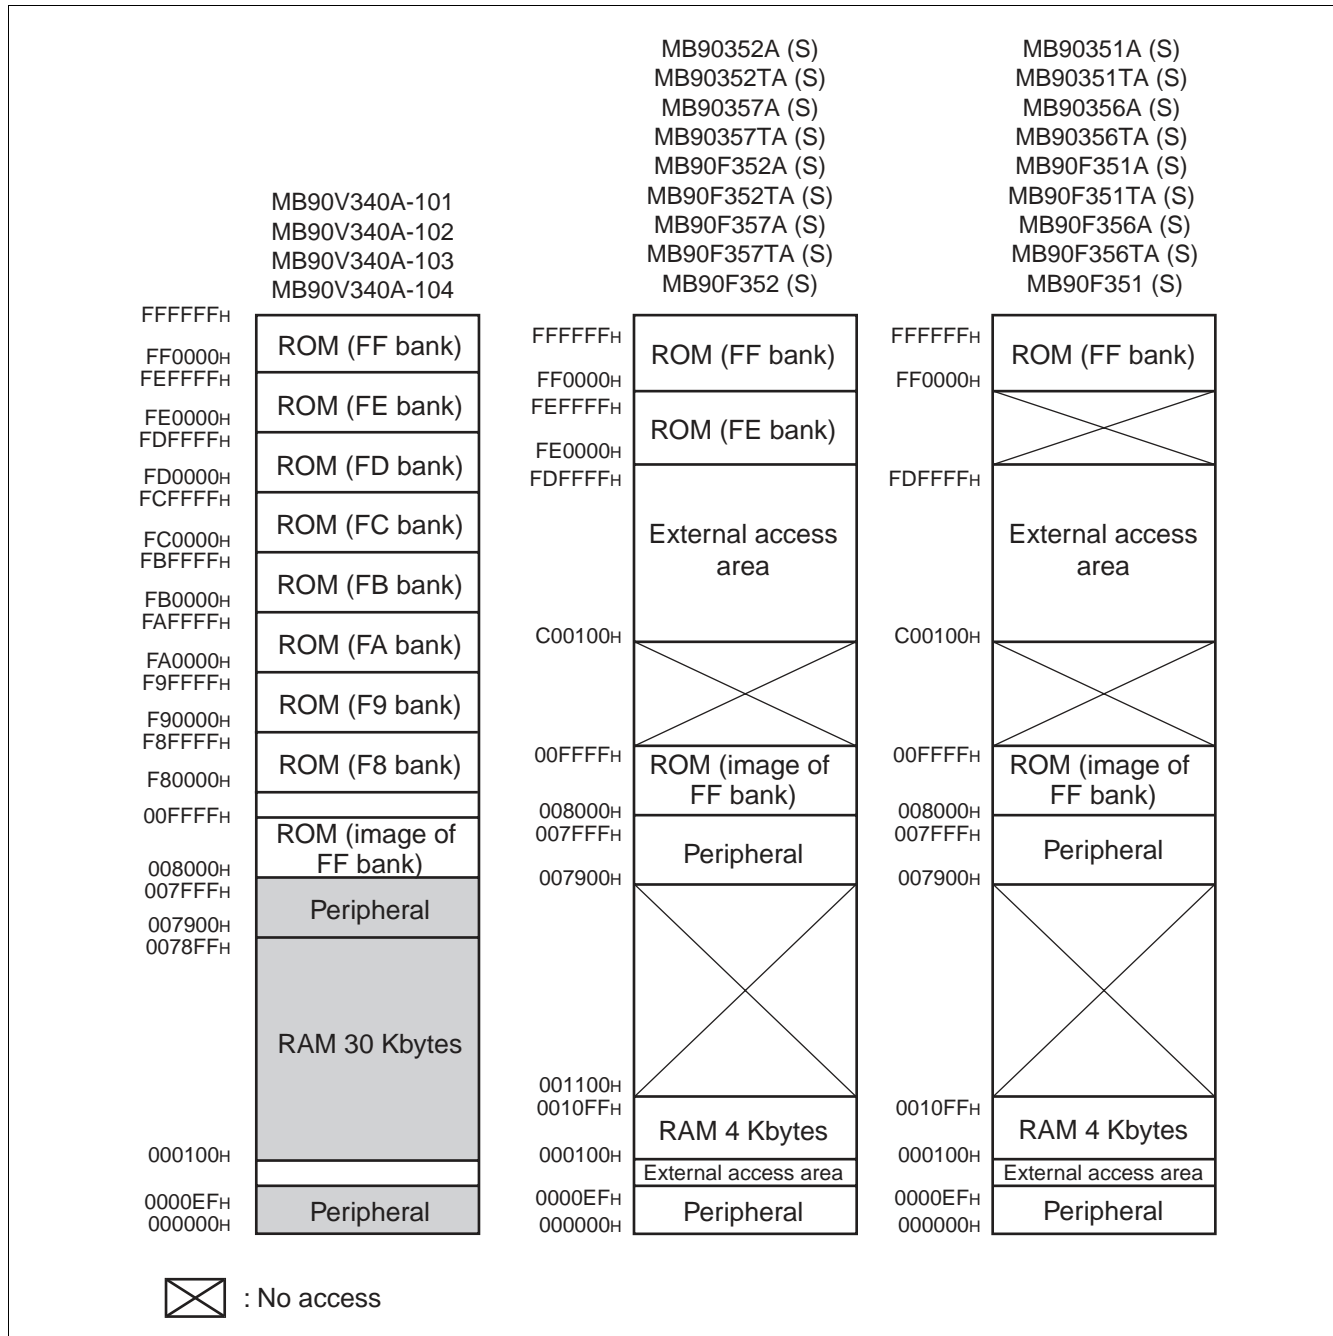 MB90V340A-101
MB90V340A-102
MB90V340A-103
MB90V340A-104
FFFFFFH
ROM (FF bank)
FF0000H
FEFFFFH
ROM (FE bank)
FE0000H
FDFFFFH
ROM (FD bank)
FD0000H
FCFFFFH
ROM (FC bank)
FC0000H
FBFFFFH
ROM (FB bank)
FB0000H
FAFFFFH
ROM (FA bank)
FA0000H
F9FFFFH
ROM (F9 bank)
F90000H
F8FFFFH
ROM (F8 bank)
F80000H
00FFFFH
ROM (image of
FF bank)
008000H
007FFFH
Peripheral
007900H
0078FFH
RAM 30 Kbytes
000100H
0000EFH
Peripheral
000000H
MB90352A (S)
MB90352TA (S)
MB90357A (S)
MB90357TA (S)
MB90F352A (S)
MB90F352TA (S)
MB90F357A (S)
MB90F357TA (S)
MB90F352 (S)
FFFFFFH
ROM (FF bank)
FF0000H
FEFFFFH
ROM (FE bank)
FE0000H
FDFFFFH
External access
area
C00100H
00FFFFH
ROM (image of
FF bank)
008000H
007FFFH
Peripheral
007900H
001100H
0010FFH
RAM 4 Kbytes
000100H
External access area
0000EFH
Peripheral
000000H
MB90351A (S)
MB90351TA (S)
MB90356A (S)
MB90356TA (S)
MB90F351A (S)
MB90F351TA (S)
MB90F356A (S)
MB90F356TA (S)
MB90F351 (S)
FFFFFFH
ROM (FF bank)
FF0000H
FDFFFFH
External access
area
C00100H
00FFFFH
ROM (image of
FF bank)
008000H
007FFFH
Peripheral
007900H
0010FFH
RAM 4 Kbytes
000100H
External access area
0000EFH
Peripheral
000000H
: No access